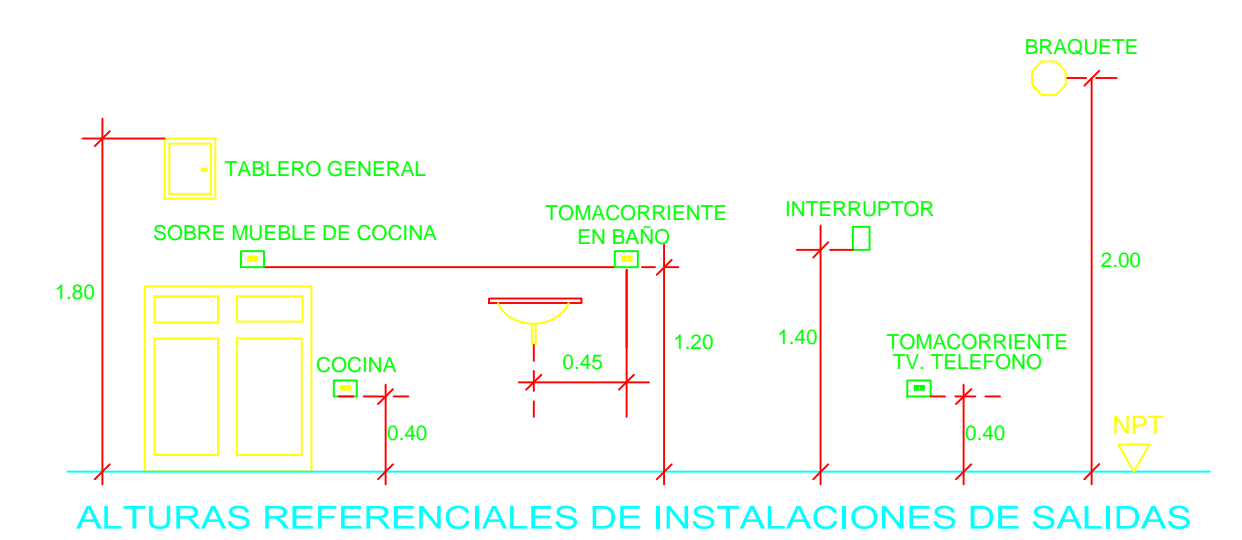 BRAQUETE
TABLERO GENERAL
SOBRE MUEBLE DE COCINA
TOMACORRIENTE
EN BAÑO
INTERRUPTOR
1.80
2.00
1.20
1.40
COCINA
0.45
TOMACORRIENTE
TV. TELEFONO
0.40
0.40
NPT
ALTURAS REFERENCIALES DE INSTALACIONES DE SALIDAS